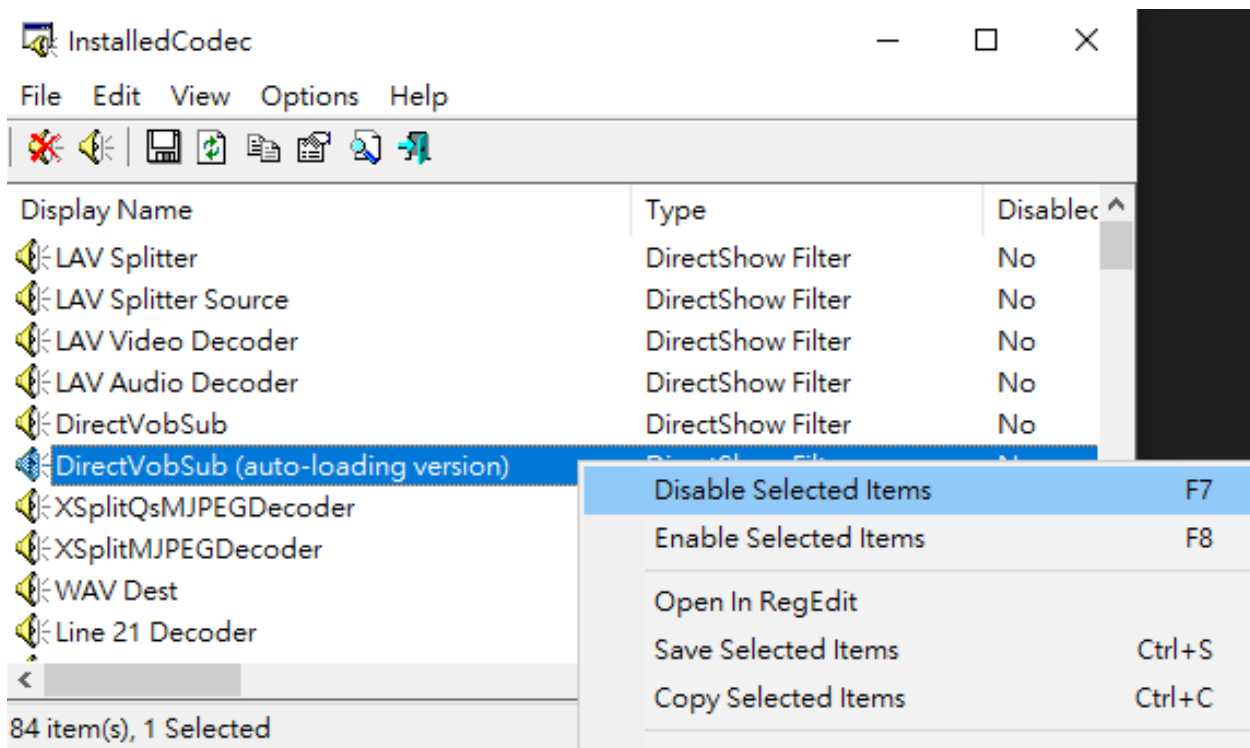 InstalledCodec
File Edit View Options Help
Display Name Type Disabled
LAV Splitter DirectShow Filter No
LAV Splitter Source DirectShow Filter No
LAV Video Decoder DirectShow Filter No
LAV Audio Decoder DirectShow Filter No
DirectVobSub DirectShow Filter No
DirectVobSub (auto-loading version)
XSplitQsMJPEGDecoder
XSplitMJPEGDecoder
WAV Dest
Line 21 Decoder
84 item(s), 1 Selected
Disable Selected Items F7
Enable Selected Items F8
Open In RegEdit
Save Selected Items Ctrl+S
Copy Selected Items Ctrl+C